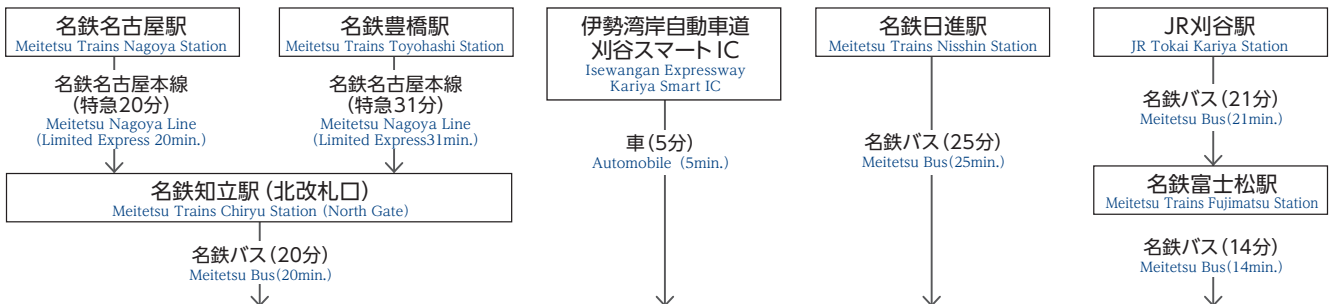 名鉄名古屋駅
Meitetsu Trains Nagoya Station
名鉄名古屋本線
(特急20分)
Meitetsu Nagoya Line
(Limited Express 20min.)
名鉄豊橋駅
Meitetsu Trains Toyohashi Station
名鉄名古屋本線
(特急31分)
Meitetsu Nagoya Line
(Limited Express31min.)
名鉄知立駅(北改札口)
Meitetsu Trains Chiryu Station (North Gate)
名鉄バス(20分)
Meitetsu Bus(20min.)
伊勢湾岸自動車道
刈谷スマートIC
Isewangan Expressway
Kariya Smart IC
車(5分)
Automobile (5min.)
名鉄日進駅
Meitetsu Trains Nisshin Station
名鉄バス(25分)
Meitetsu Bus(25min.)
JR刈谷駅
JR Tokai Kariya Station
名鉄バス(21分)
Meitetsu Bus(21min.)
名鉄富士松駅
Meitetsu Trains Fujimatsu Station
名鉄バス(14分)
Meitetsu Bus(14min.)